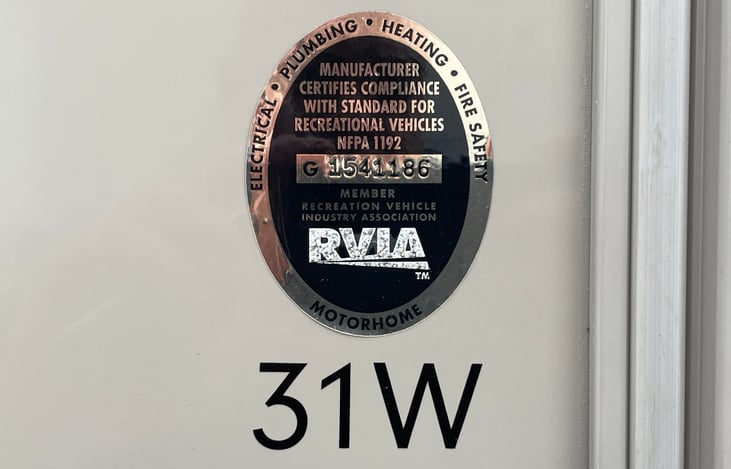 ELECTRICAL • PLUMBING • HEATING • FIRE SAFETY
MANUFACTURER
CERTIFIES COMPLIANCE
WITH STANDARD FOR
RECREATIONAL VEHICLES
NFPA 1192
G 1541186
MEMBER
RECREATION VEHICLE
INDUSTRY ASSOCIATION
RVIA
TM
MOTORHOME
31W